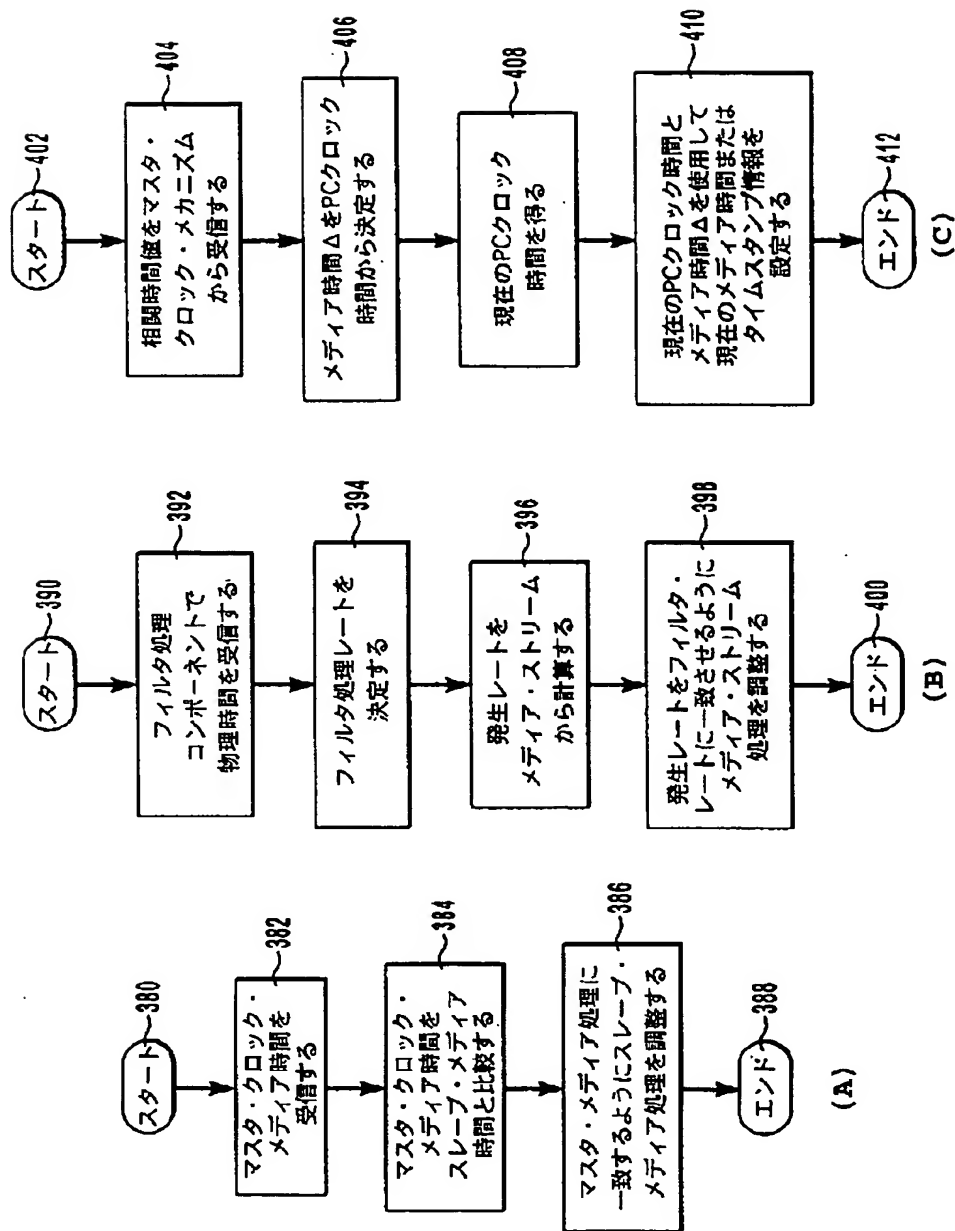 スタート
380
マスタ・クロック・
メディア時間を
受信する
382
マスタ・クロック・
メディア時間を
スレーブ・メディア
時間と比較する
384
マスタ・メディア処理に
一致するようにスレーブ・
メディア処理を調整する
386
エンド
388
(A)
スタート
390
フィルタ処理
コンポーネントで
物理時間を受信する
392
フィルタ処理レートを
決定する
394
発生レートを
メディア・ストリーム
から計算する
396
発生レートをフィルタ・
レートに一致させるように
メディア・ストリーム
処理を調整する
398
エンド
400
(B)
スタート
402
相関時間値をマスタ・
クロック・メカニズム
から受信する
404
メディア時間ΔをPCクロック
時間から決定する
406
現在のPCクロック
時間を得る
408
現在のPCクロック時間と
メディア時間Δを使用して
現在のメディア時間または
タイムスタンプ情報を
設定する
410
エンド
412
(C)